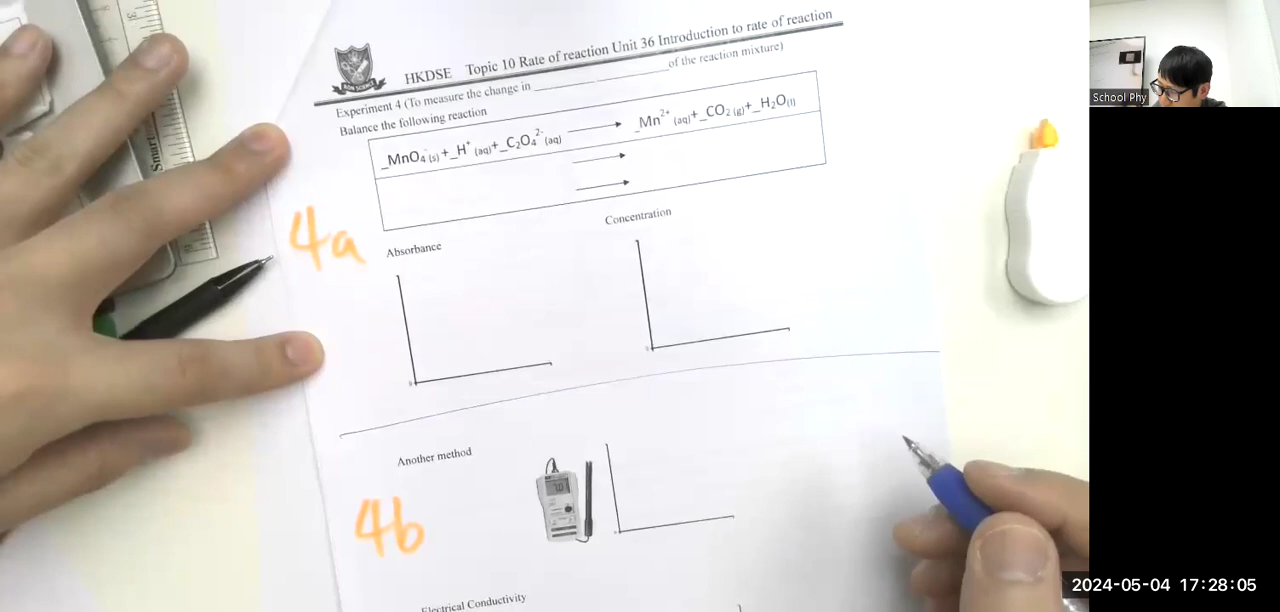 HKDSE Topic 10 Rate of reaction Unit 36 Introduction to rate of reaction
Experiment 4 (To measure the change in ____________________ of the reaction mixture)
Balance the following reaction
_MnO₄⁻(s) + _H⁺ (aq) + _C₂O₄²⁻ (aq) → _Mn²⁺ (aq) + _CO₂ (g) + _H₂O(l)
→
→
4a
Absorbance
Concentration
Another method
4b
Electrical Conductivity
School Phy
2024-05-04 17:28:05